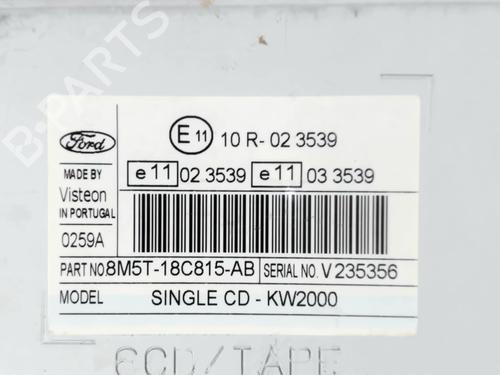 B-PARTS
Ford
E 11 10 R- 02 3539
e 11 02 3539 e 11 03 3539
MADE BY
Visteon
IN PORTUGAL
0259A
PART NO. 8M5T-18C815-AB SERIAL NO. V 235356
MODEL SINGLE CD - KW2000
6CD/TAPE